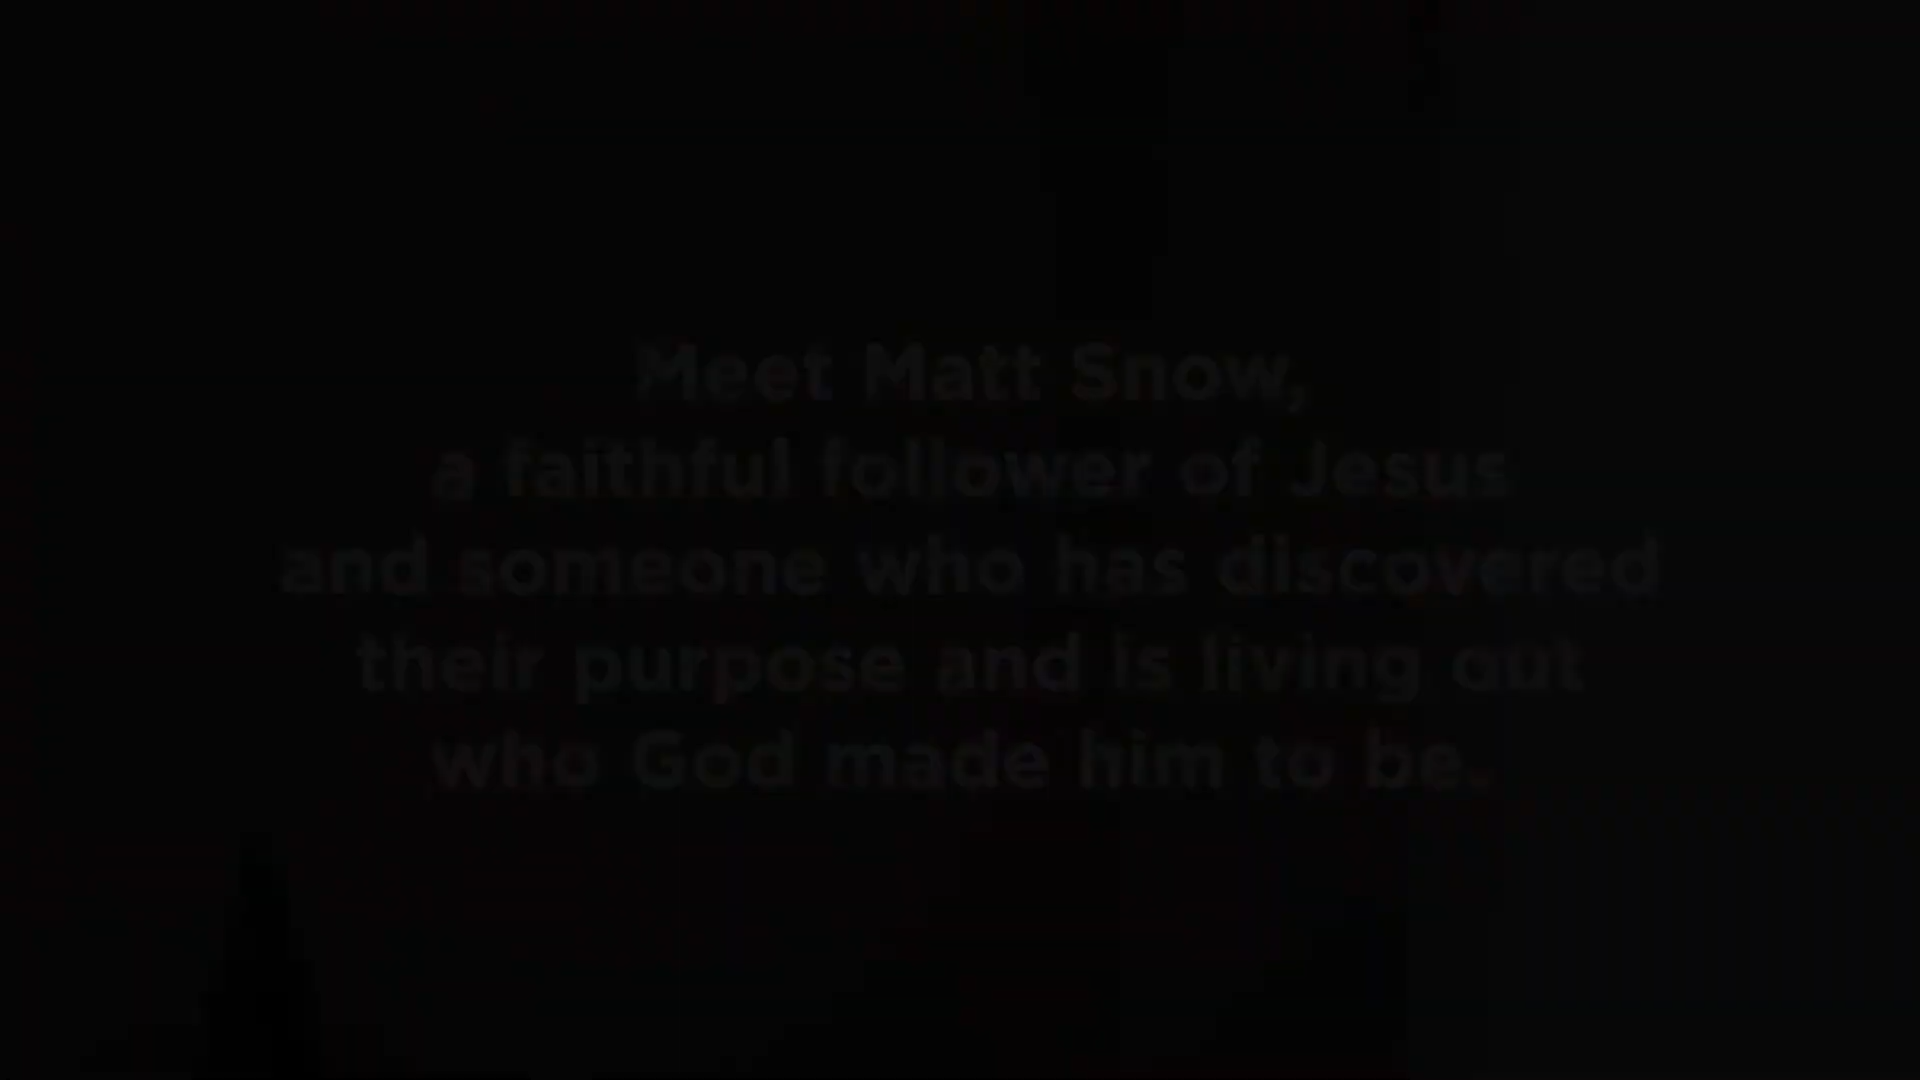 Meet Matt Snow,
a faithful follower of Jesus
and someone who has discovered
their purpose and is living out
who God made him to be.